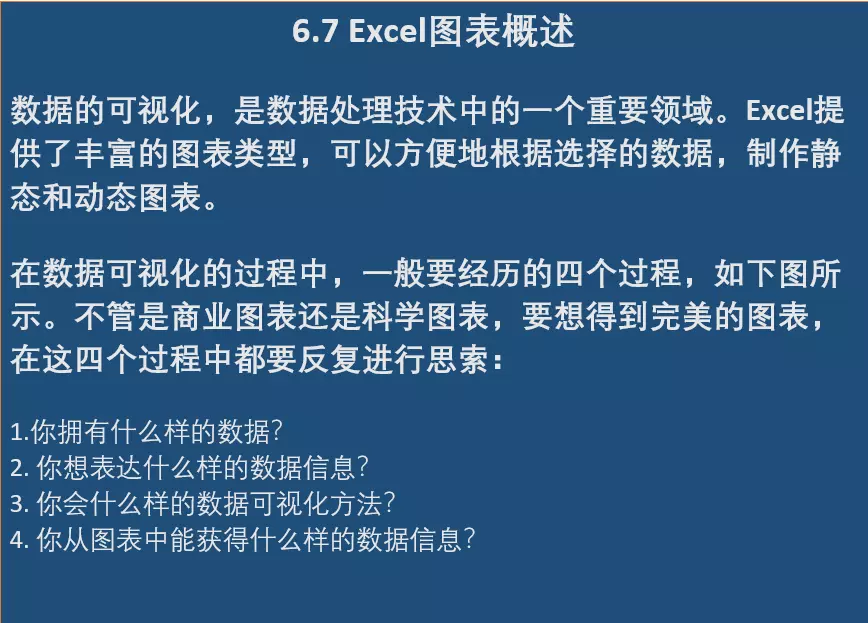 6.7 Excel图表概述
数据的可视化，是数据处理技术中的一个重要领域。Excel提
供了丰富的图表类型，可以方便地根据选择的数据，制作静
态和动态图表。
在数据可视化的过程中，一般要经历的四个过程，如下图所
示。不管是商业图表还是科学图表，要想得到完美的图表，
在这四个过程中都要反复进行思索：
1.你拥有什么样的数据？
2. 你想表达什么样的数据信息？
3. 你会什么样的数据可视化方法？
4. 你从图表中能获得什么样的数据信息？